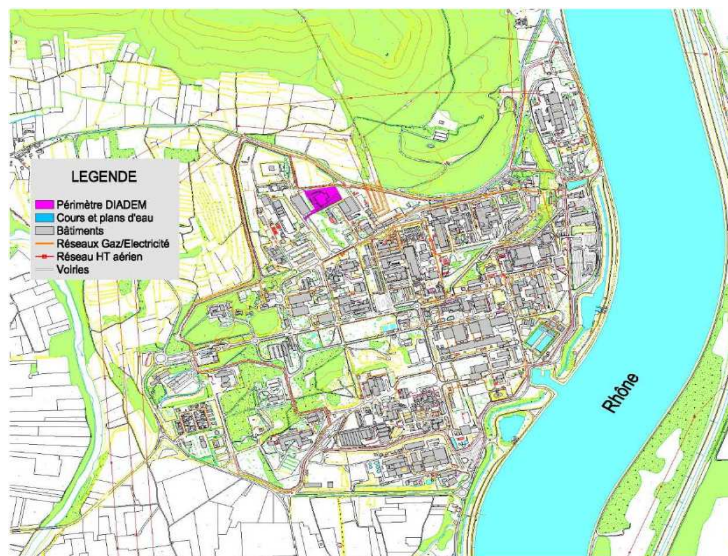 LEGENDE
Périmètre DIADEM
Cours et plans d'eau
Bâtiments
Réseaux Gaz/Electricité
Réseau HT aérien
Voiries
Rhône